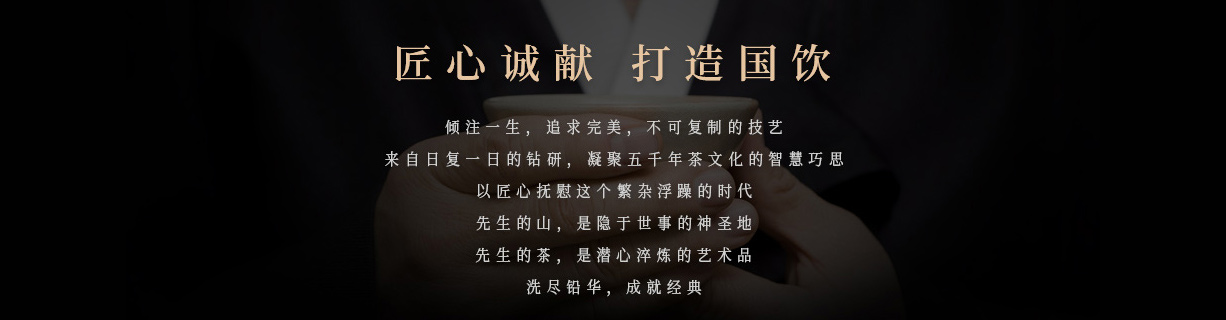 匠心诚献 打造国饮
倾注一生，追求完美，不可复制的技艺
来自日复一日的钻研，凝聚五千年茶文化的智慧巧思
以匠心抚慰这个繁杂浮躁的时代
先生的山，是隐于世事的神圣地
先生的茶，是潜心淬炼的艺术品
洗尽铅华，成就经典